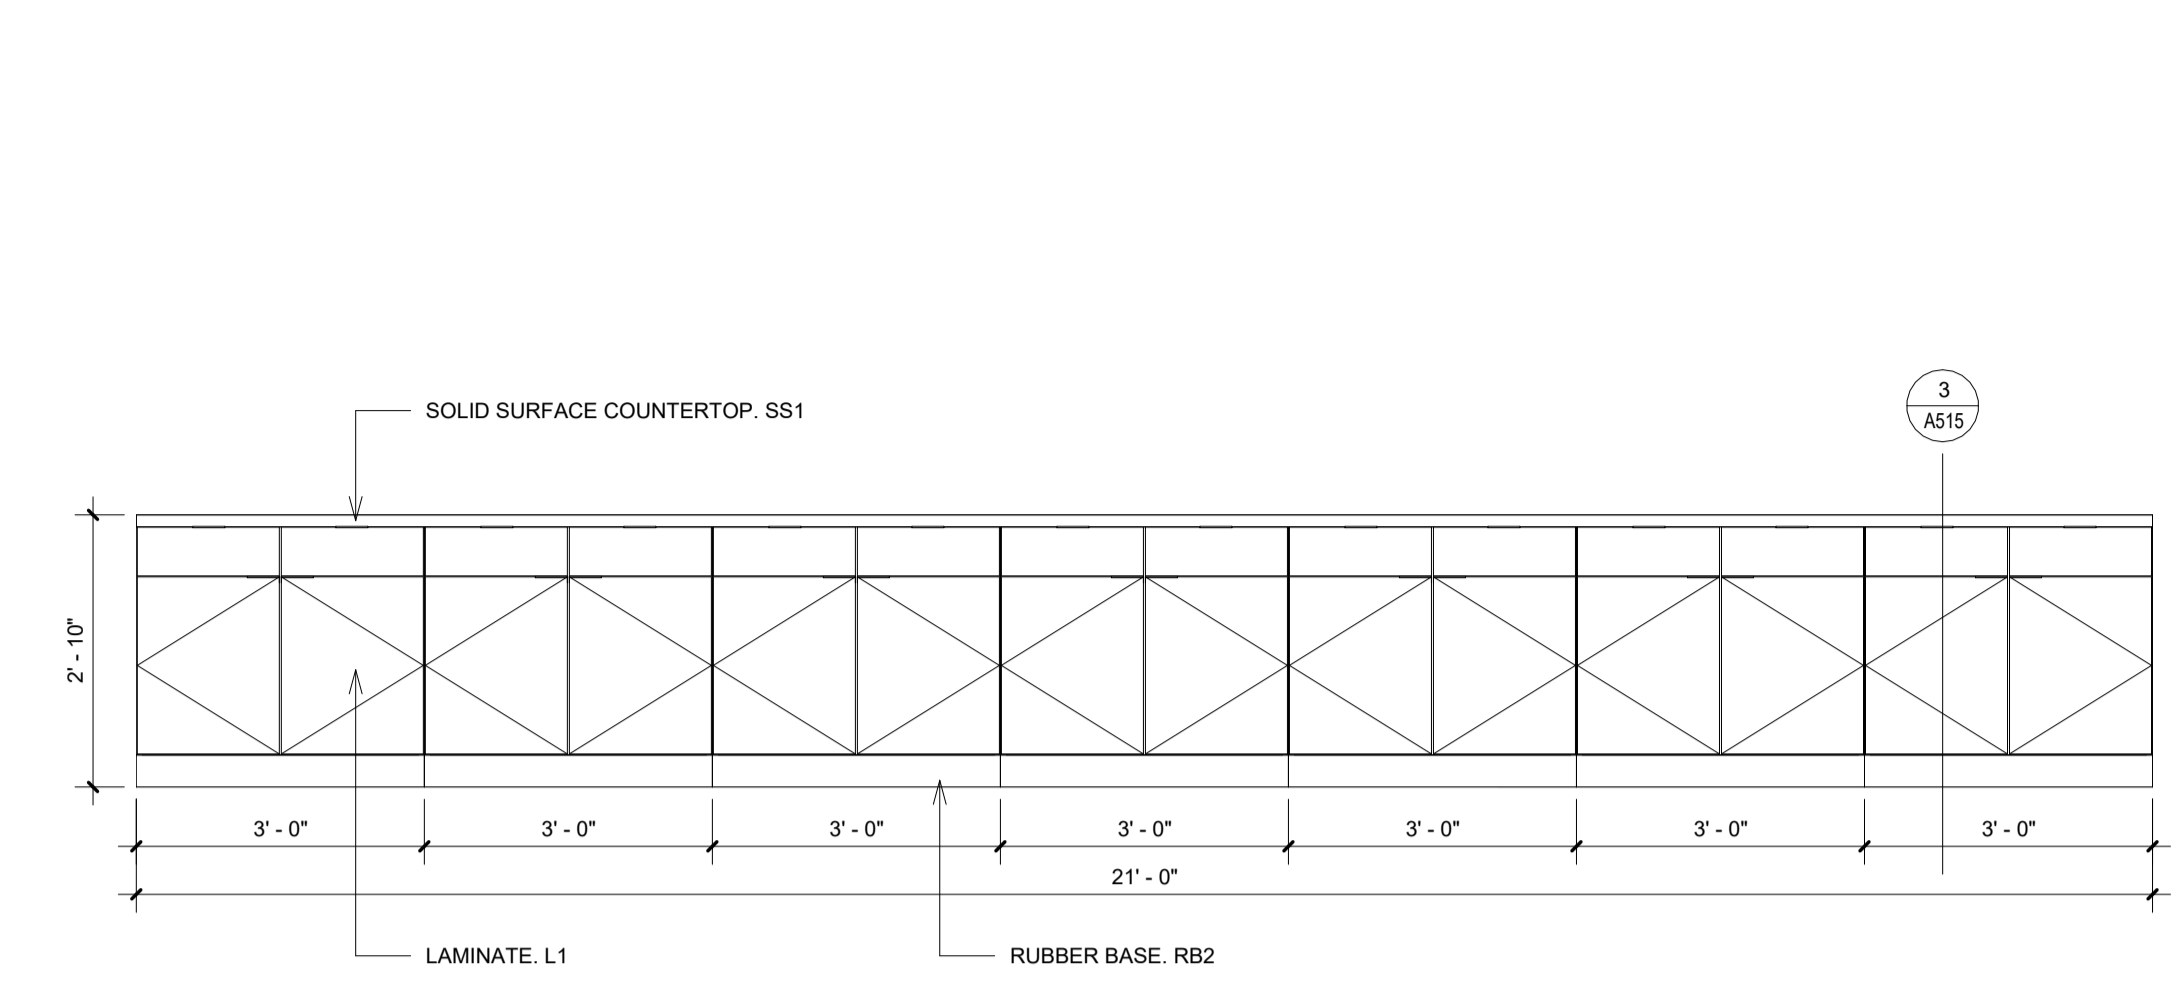 3
A515
SOLID SURFACE COUNTERTOP. SS1
2' - 10"
3' - 0" 3' - 0" 3' - 0" 3' - 0" 3' - 0" 3' - 0" 3' - 0"
21' - 0"
LAMINATE. L1 RUBBER BASE. RB2